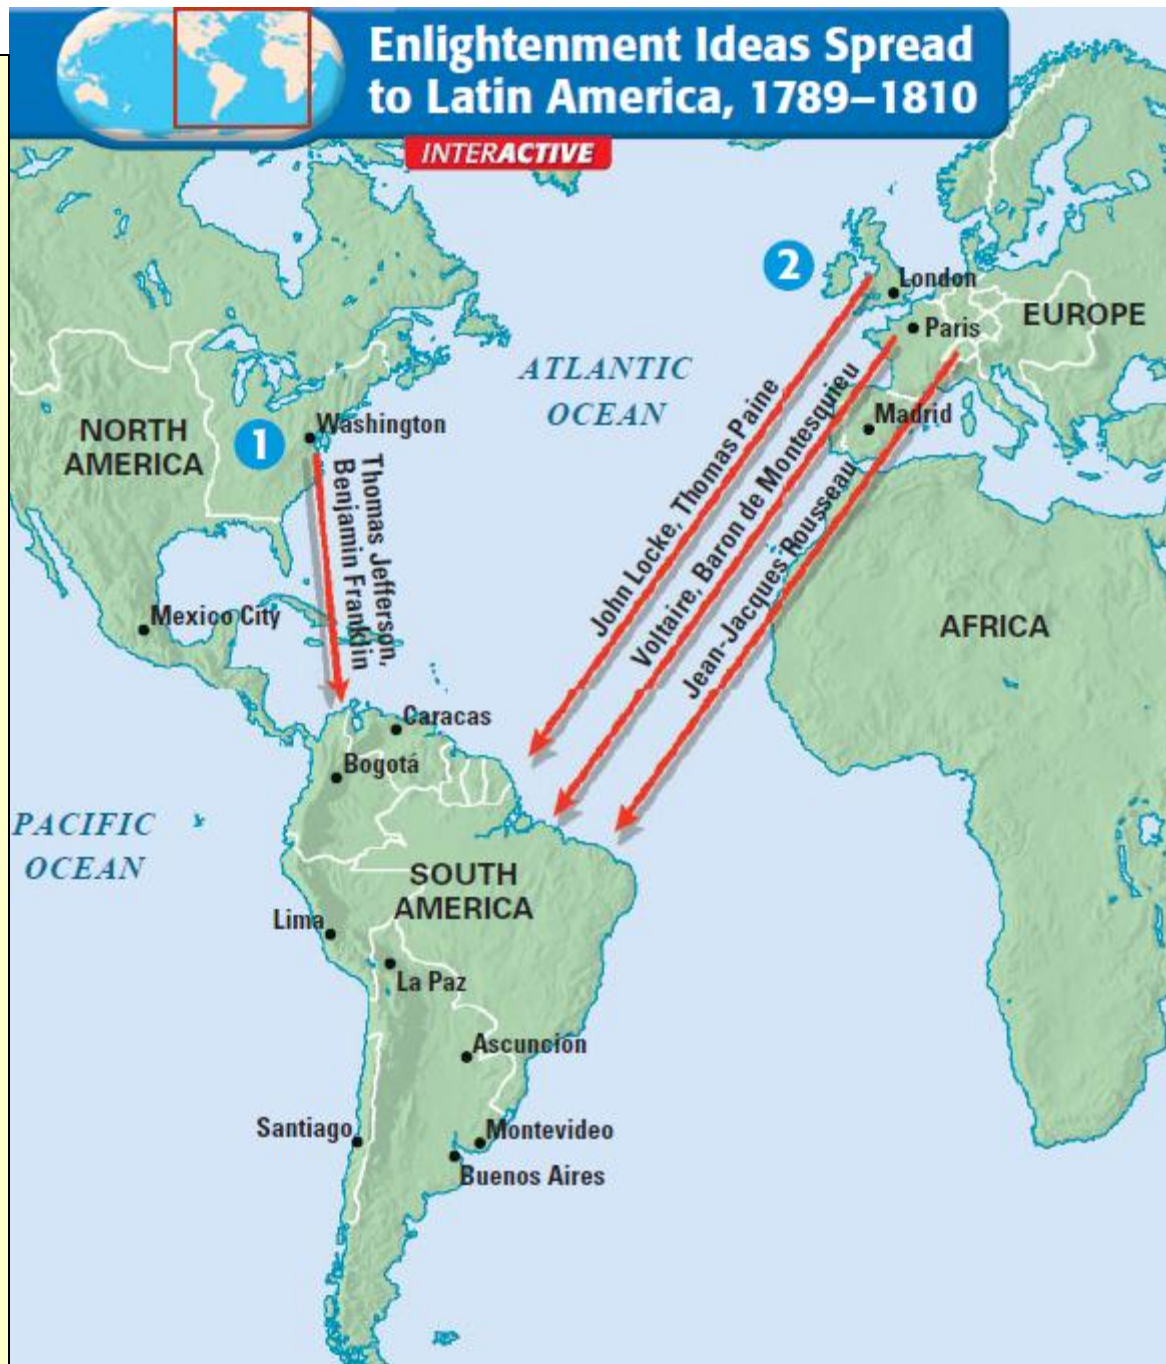 Enlightenment Ideas Spread
to Latin America, 1789–1810
INTERACTIVE
2
London
Paris
EUROPE
ATLANTIC
OCEAN
Madrid
NORTH
AMERICA
1
Washington
Thomas Jefferson,
Benjamin Franklin
John Locke, Thomas Paine
Voltaire, Baron de Montesquieu
Jean-Jacques Rousseau
Mexico City
AFRICA
Caracas
Bogotá
PACIFIC
OCEAN
SOUTH
AMERICA
Lima
La Paz
Ascuncion
Santiago
Montevideo
Buenos Aires